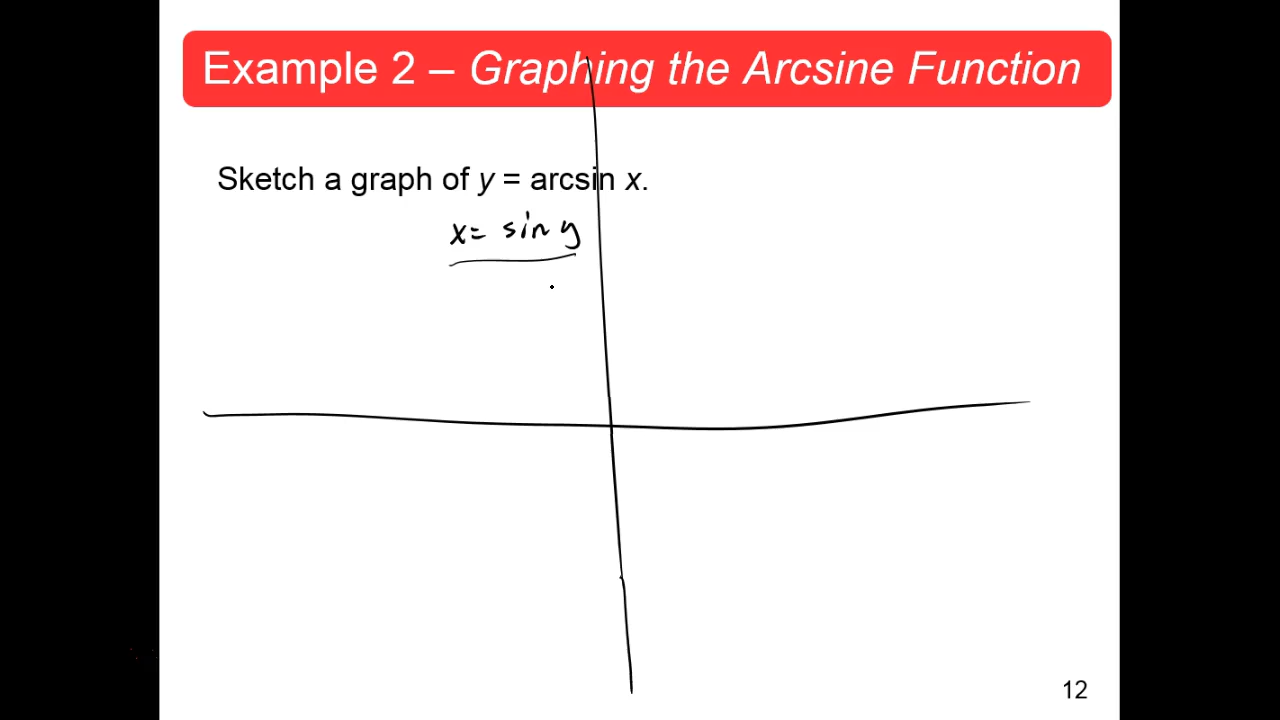 Example 2 – Graphing the Arcsine Function
Sketch a graph of y = arcsin x.
x= sin y
12